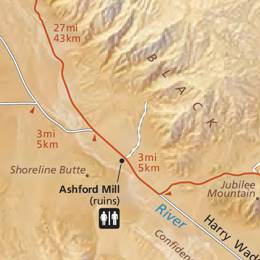 27mi
43km
BLACK
3mi
5km
3mi
5km
Shoreline Butte
Ashford Mill
(ruins)
Jubilee
Mountain
River
Harry Wad
Confiden